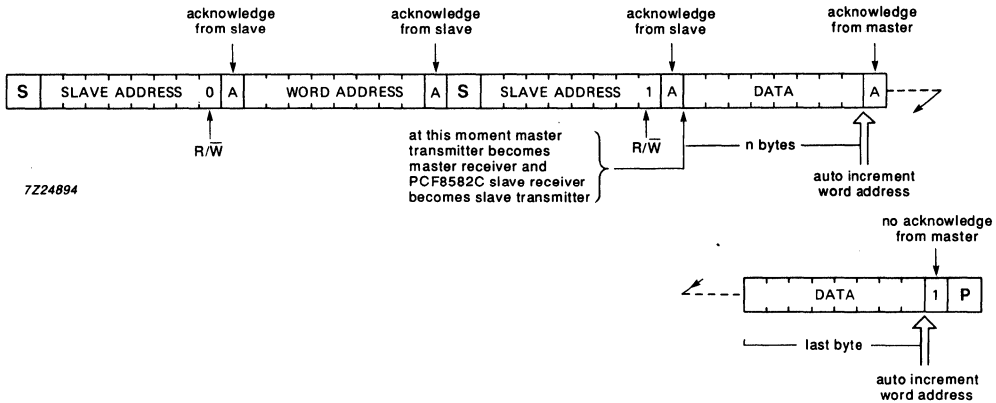 acknowledge
from slave
acknowledge
from slave
acknowledge
from slave
acknowledge
from master
S SLAVE ADDRESS 0 A WORD ADDRESS A S SLAVE ADDRESS 1 A DATA A
R/W̅
at this moment master
transmitter becomes
master receiver and
PCF8582C slave receiver
becomes slave transmitter
R/W̅
n bytes
auto increment
word address
7Z24894
no acknowledge
from master
DATA 1 P
last byte
auto increment
word address